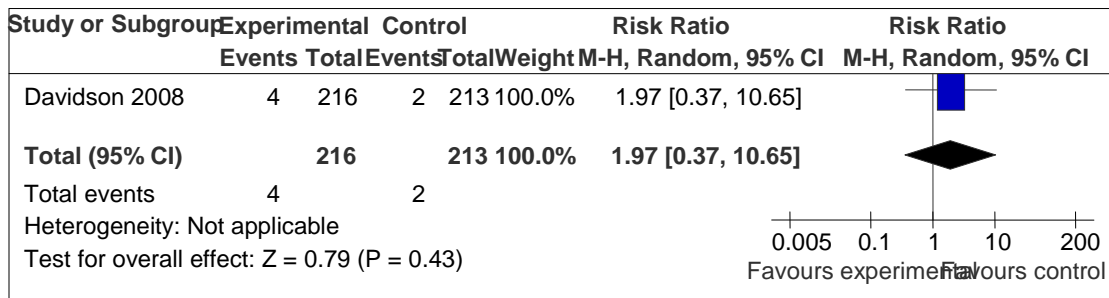 Study or Subgroup Experimental Control Risk Ratio Risk Ratio
Events Total Events Total Weight M-H, Random, 95% CI M-H, Random, 95% CI
Davidson 2008 4 216 2 213 100.0% 1.97 [0.37, 10.65]
Total (95% CI) 216 213 100.0% 1.97 [0.37, 10.65]
Total events 4 2
Heterogeneity: Not applicable
Test for overall effect: Z = 0.79 (P = 0.43)
0.005 0.1 1 10 200
Favours experimental Favours control